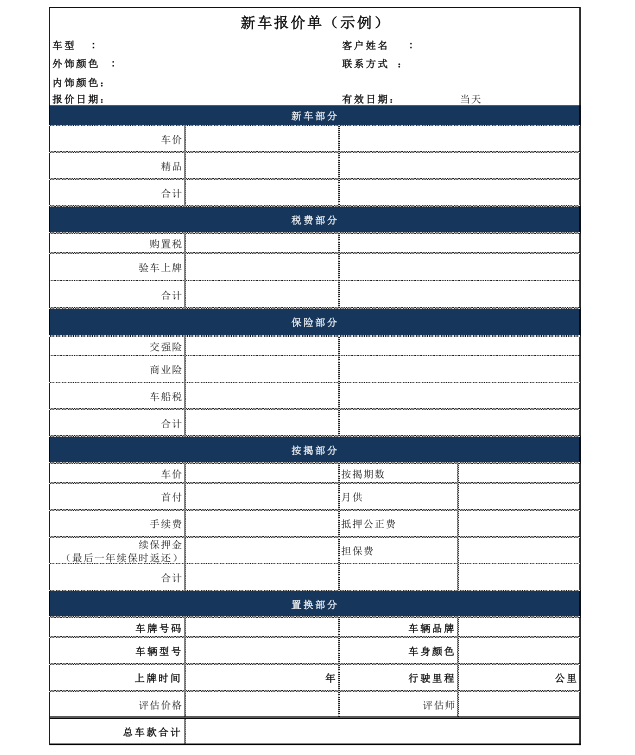 新车报价单（示例）
车型 ： 客户姓名 ：
外饰颜色 ： 联系方式 ：
内饰颜色：
报价日期： 有效日期： 当天
新车部分
车价
精品
合计
税费部分
购置税
验车上牌
合计
保险部分
交强险
商业险
车船税
合计
按揭部分
车价 按揭期数
首付 月供
手续费 抵押公正费
续保押金
（最后一年续保时返还） 担保费
合计
置换部分
车牌号码 车辆品牌
车辆型号 车身颜色
上牌时间 年 行驶里程 公里
评估价格 评估师
总车款合计